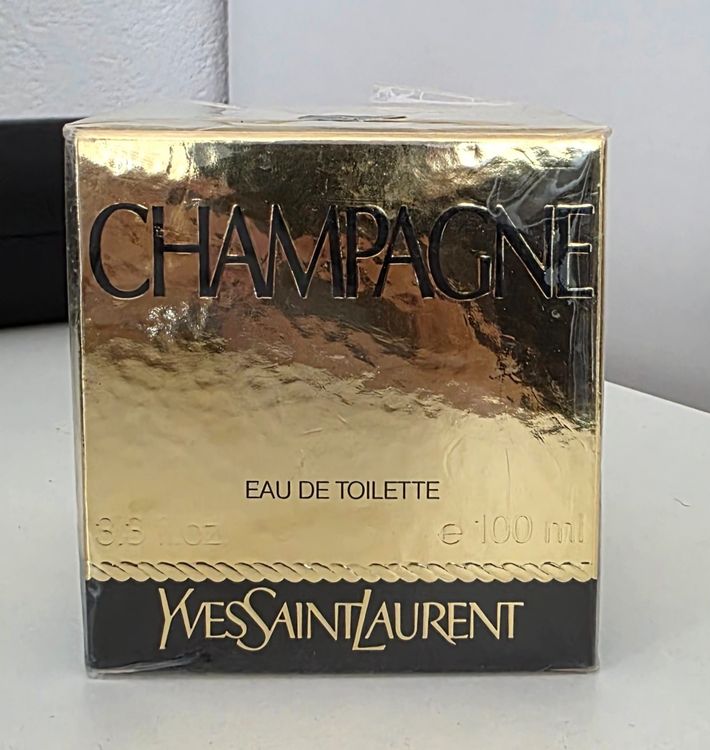 CHAMPAGNE
EAU DE TOILETTE
3.3 fl.oz. e 100 ml
YVESSAINTLAURENT